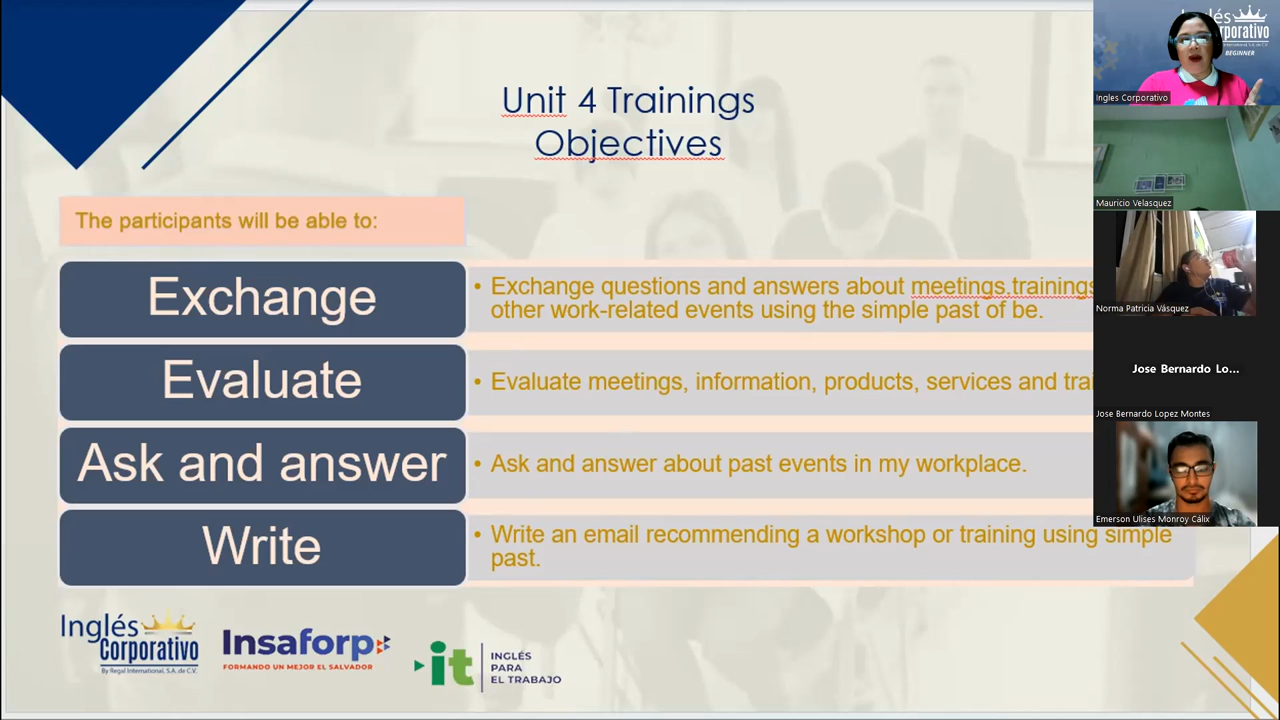 Unit 4 Trainings
Objectives
The participants will be able to:
Exchange
• Exchange questions and answers about meetings,trainings
other work-related events using the simple past of be.
Evaluate
• Evaluate meetings, information, products, services and trai
Ask and answer
• Ask and answer about past events in my workplace.
Write
• Write an email recommending a workshop or training using simple
past.
Inglés
Corporativo
By Regal International, S.A. de C.V.
Insaforp
FORMANDO UN MEJOR EL SALVADOR
it
INGLÉS
PARA
EL TRABAJO
Corporativo
BEGINNER
Ingles Corporativo
Mauricio Velasquez
Norma Patricia Vásquez
Jose Bernardo Lo...
Jose Bernardo Lopez Montes
Emerson Ulises Monroy Cálix